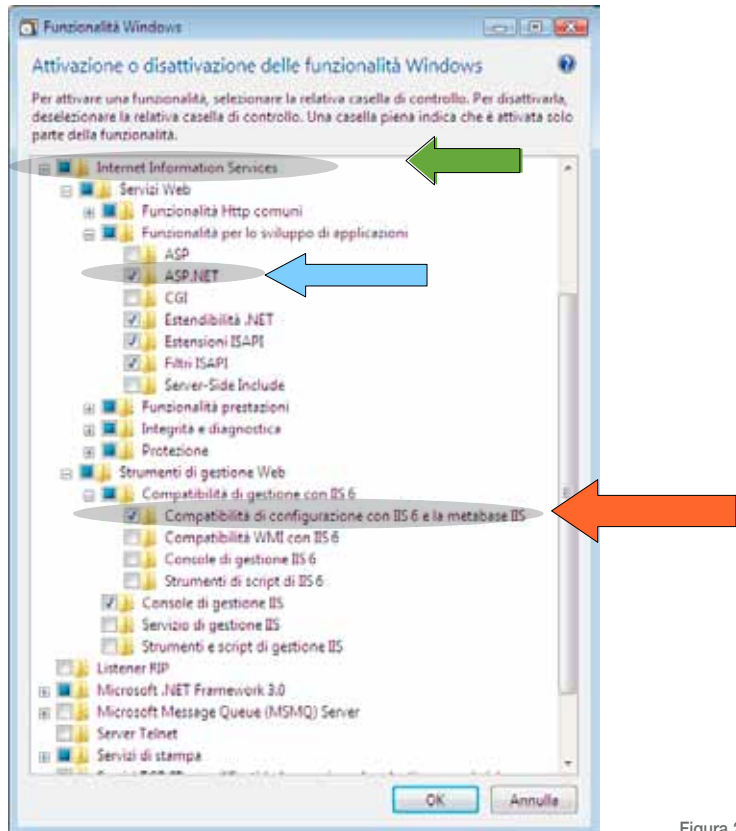 Funzionalità Windows
Attivazione o disattivazione delle funzionalità Windows
Per attivare una funzionalità, selezionare la relativa casella di controllo. Per disattivarla,
deselezionare la relativa casella di controllo. Una casella piena indica che è attivata solo
parte della funzionalità.
Internet Information Services
Servizi Web
Funzionalità Http comuni
Funzionalità per lo sviluppo di applicazioni
ASP
ASP.NET
CGI
Estendibilità .NET
Estensioni ISAPI
Filtri ISAPI
Server-Side Include
Funzionalità prestazioni
Integrità e diagnostica
Protezione
Strumenti di gestione Web
Compatibilità di gestione con IIS 6
Compatibilità di configurazione con IIS 6 e la metabase IIS
Compatibilità WMI con IIS 6
Console di gestione IIS 6
Strumenti di script di IIS 6
Console di gestione IIS
Servizio di gestione IIS
Strumenti e script di gestione IIS
Listener RIP
Microsoft .NET Framework 3.0
Microsoft Message Queue (MSMQ) Server
Server Telnet
Servizi di stampa
OK Annulla
Figura